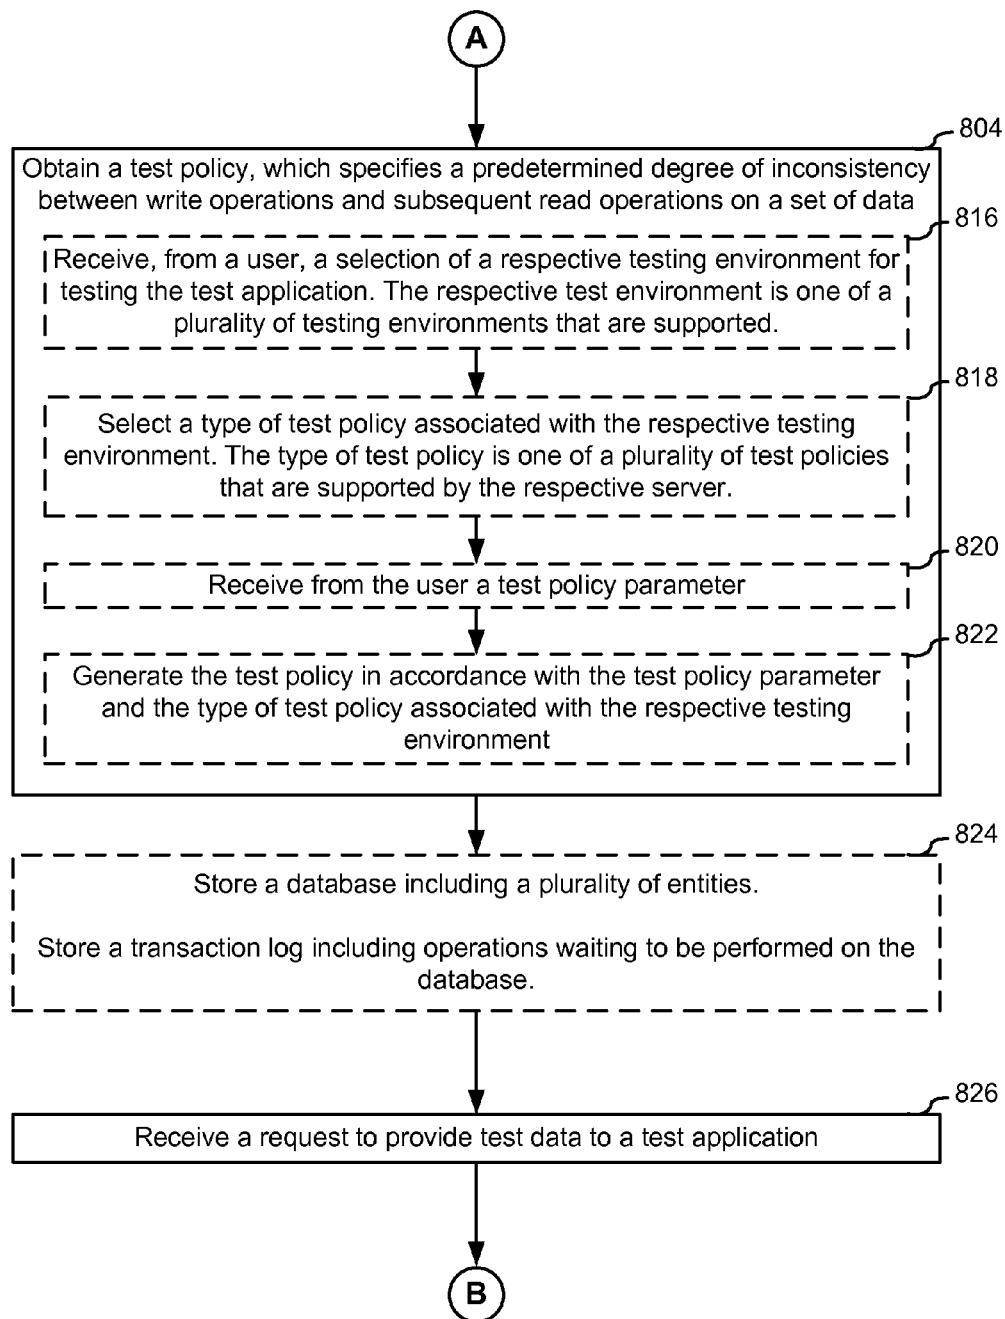 A
804
Obtain a test policy, which specifies a predetermined degree of inconsistency
between write operations and subsequent read operations on a set of data
816
Receive, from a user, a selection of a respective testing environment for
testing the test application. The respective test environment is one of a
plurality of testing environments that are supported.
818
Select a type of test policy associated with the respective testing
environment. The type of test policy is one of a plurality of test policies
that are supported by the respective server.
820
Receive from the user a test policy parameter
822
Generate the test policy in accordance with the test policy parameter
and the type of test policy associated with the respective testing
environment
824
Store a database including a plurality of entities.
Store a transaction log including operations waiting to be performed on the
database.
826
Receive a request to provide test data to a test application
B